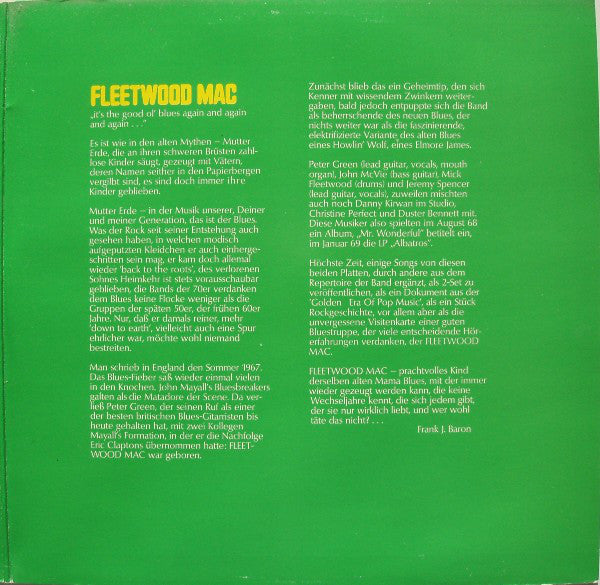 FLEETWOOD MAC
„it's the good ol' blues again and again
and again . . ."
Es ist wie in den alten Mythen – Mutter
Erde, die an ihren schweren Brüsten zahl-
lose Kinder säugt, gezeugt mit Vätern,
deren Namen seither in den Papierbergen
vergilbt sind, es sind doch immer ihre
Kinder geblieben.
Mutter Erde – in der Musik unserer, Deiner
und meiner Generation, das ist der Blues.
Was der Rock seit seiner Entstehung auch
gesehen haben, in welchen modisch
aufgeputzten Kleidchen er auch einherge-
schritten sein mag, er kam doch allemal
wieder 'back to the roots', des verlorenen
Sohnes Heimkehr ist stets vorausschaubar
geblieben, die Bands der 70er verdanken
dem Blues keine Flocke weniger als die
Gruppen der späten 50er, der frühen 60er
Jahre. Nur, daß er damals reiner, mehr
'down to earth', vielleicht auch eine Spur
ehrlicher war, möchte wohl niemand
bestreiten.
Man schrieb in England den Sommer 1967.
Das Blues-Fieber saß wieder einmal vielen
in den Knochen. John Mayall's Bluesbreakers
galten als die Matadore der Scene. Da ver-
ließ Peter Green, der seinen Ruf als einer
der besten britischen Blues-Gitarristen bis
heute gehalten hat, mit zwei Kollegen
Mayall's Formation, in der er die Nachfolge
Eric Claptons übernommen hatte: FLEET-
WOOD MAC war geboren.
Zunächst blieb das ein Geheimtip, den sich
Kenner mit wissendem Zwinkern weiter-
gaben, bald jedoch entpuppte sich die Band
als beherrschende des neuen Blues, der
nichts weiter war als die faszinierende,
elektrifizierte Variante des alten Blues
eines Howlin' Wolf, eines Elmore James.
Peter Green (lead guitar, vocals, mouth
organ), John McVie (bass guitar), Mick
Fleetwood (drums) und Jeremy Spencer
(lead guitar, vocals), zuweilen mischten
auch noch Danny Kirwan im Studio,
Christine Perfect und Duster Bennett mit.
Diese Musiker also spielten im August 68
ein Album, „Mr. Wonderful" betitelt ein,
im Januar 69 die LP „Albatros".
Höchste Zeit, einige Songs von diesen
beiden Platten, durch andere aus dem
Repertoire der Band ergänzt, als 2-Set zu
veröffentlichen, als ein Dokument aus der
'Golden Era Of Pop Music', als ein Stück
Rockgeschichte, vor allem aber als die
unvergessene Visitenkarte einer guten
Bluestruppe, der viele entscheidende Hör-
erfahrungen verdanken, der FLEETWOOD
MAC.
FLEETWOOD MAC – prachtvolles Kind
derselben alten Mama Blues, mit der immer
wieder gezeugt werden kann, die keine
Wechseljahre kennt, die sich jedem gibt,
der sie nur wirklich liebt, und wer wohl
täte das nicht? . . .
Frank J. Baron